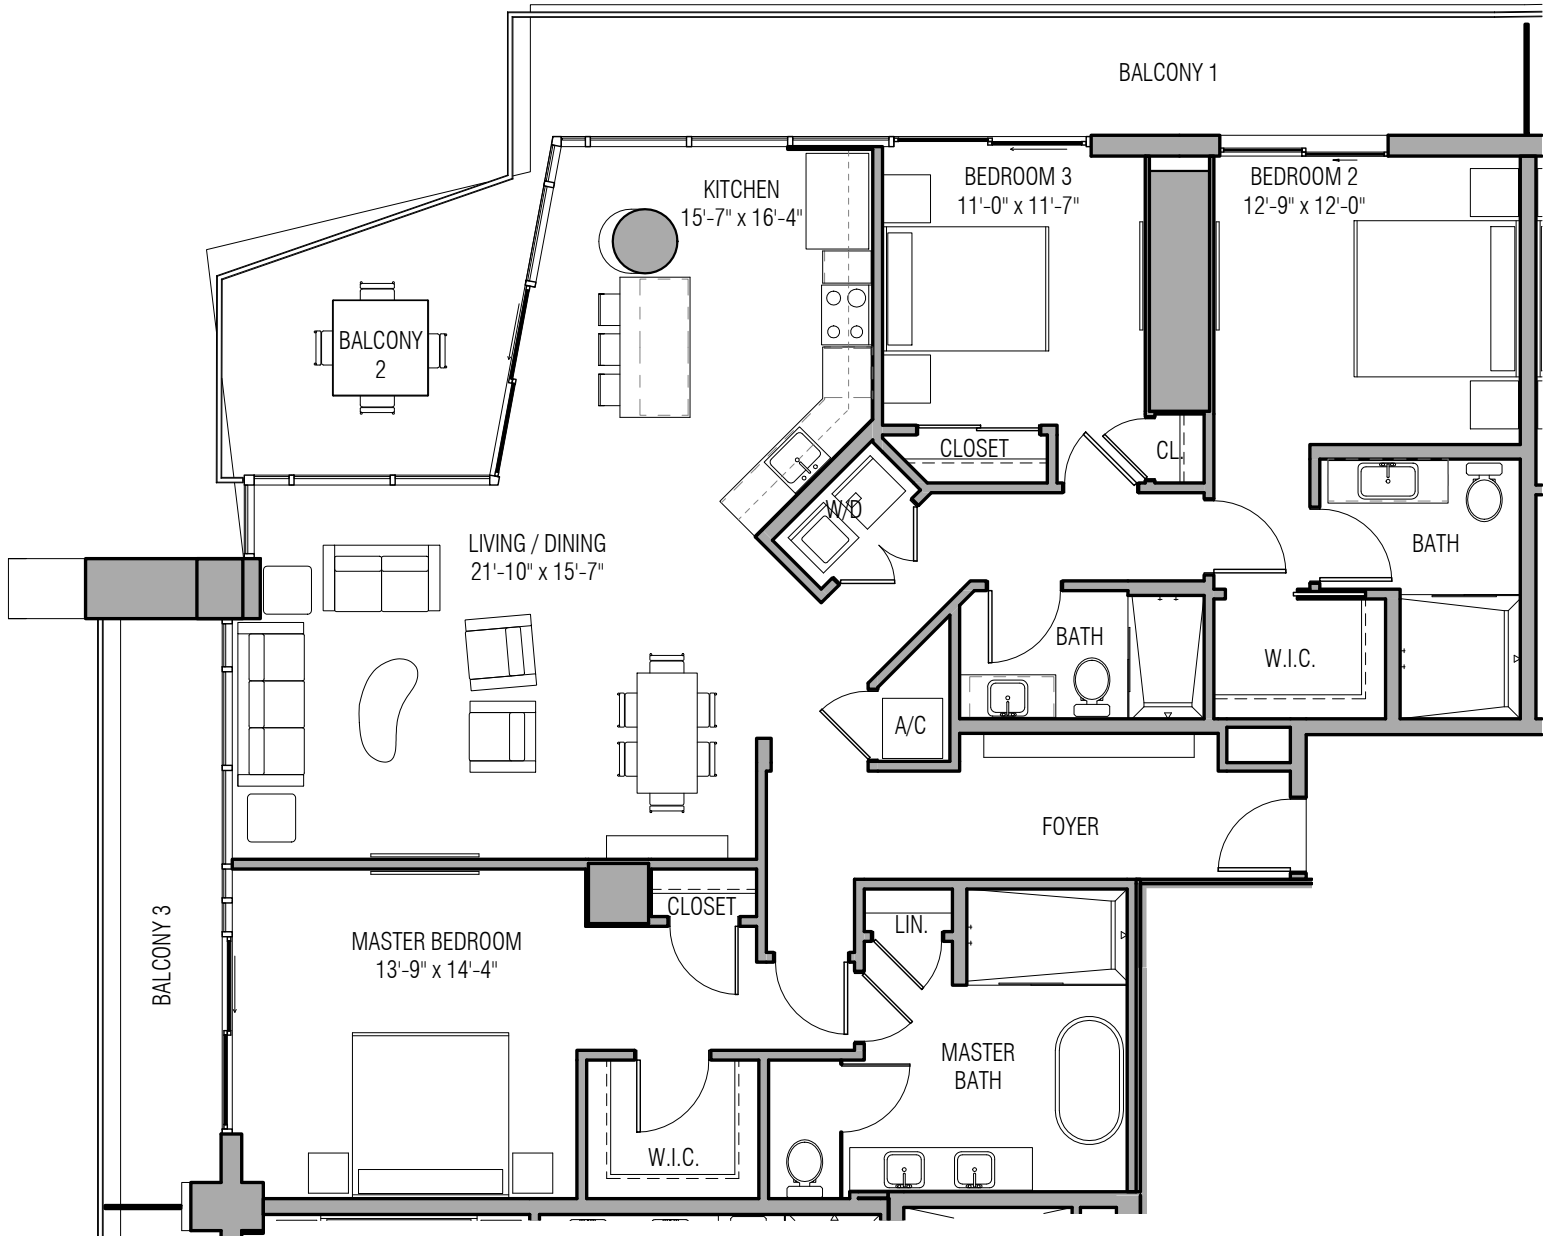 BALCONY 1
KITCHEN
15'-7" x 16'-4"
BEDROOM 3
11'-0" x 11'-7"
BEDROOM 2
12'-9" x 12'-0"
BALCONY
2
CLOSET
CL.
W/D
LIVING / DINING
21'-10" x 15'-7"
BATH
BATH
W.I.C.
A/C
FOYER
CLOSET
LIN.
BALCONY 3
MASTER BEDROOM
13'-9" x 14'-4"
MASTER
BATH
W.I.C.